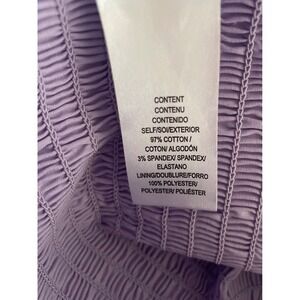 CONTENT
CONTENU
CONTENIDO
SELF/SOI/EXTERIOR
97% COTTON /
COTON/ ALGODÓN
3% SPANDEX/ SPANDEX/
ELASTANO
LINING/DOUBLURE/FORRO
100% POLYESTER/
POLYESTER/ POLIÉSTER